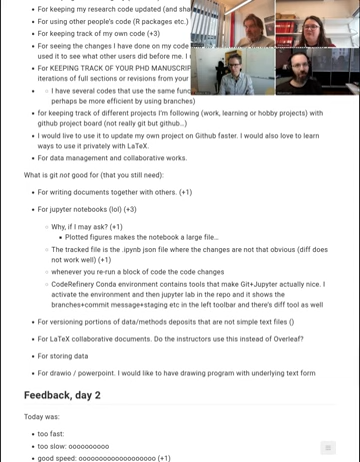 For keeping my research code updated (and sha
For using other people's code (R packages etc.)
For keeping track of my own code (+3)
For seeing the changes I have done on my code
used it to see what other users did before me. I
For KEEPING TRACK OF YOUR PHD MANUSCRIP
iterations of full sections or revisions from your
I have several codes that use the same func
perhaps be more efficient by using branches)
for keeping track of different projects I'm following (work, learning or hobby projects) with
github project board (not really git but github...)
I would live to use it to update my own project on Github faster. I would also love to learn
ways to use it privately with LaTeX.
For data management and collaborative works.
What is git not good for (that you still need):
For writing documents together with others. (+1)
For jupyter notebooks (lol) (+3)
Why, if I may ask? (+1)
Plotted figures makes the notebook a large file...
The tracked file is the .ipynb json file where the changes are not that obvious (diff does
not work well) (+1)
whenever you re-run a block of code the code changes
CodeRefinery Conda environment contains tools that make Git+Jupyter actually nice. I
activate the environment and then jupyter lab in the repo and it shows the
branches+commit message+staging etc in the left toolbar and there's diff tool as well
For versioning portions of data/methods deposits that are not simple text files ()
For LaTeX collaborative documents. Do the instructors use this instead of Overleaf?
For storing data
For drawio / powerpoint. I would like to have drawing program with underlying text form
Feedback, day 2
Today was:
too fast:
too slow: oooooooooo
good speed: ooooooooooooooooooo (+1)